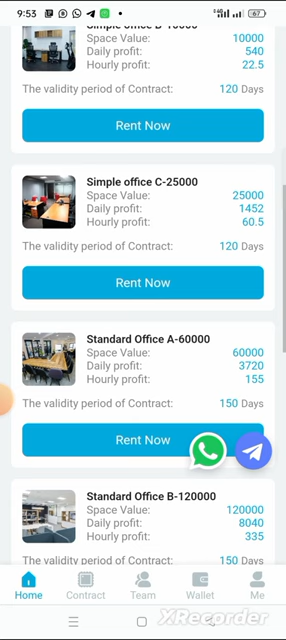 9:53
67
Simple office B-10000
Space Value: 10000
Daily profit: 540
Hourly profit: 22.5
The validity period of Contract: 120 Days
Rent Now
Simple office C-25000
Space Value: 25000
Daily profit: 1452
Hourly profit: 60.5
The validity period of Contract: 120 Days
Rent Now
Standard Office A-60000
Space Value: 60000
Daily profit: 3720
Hourly profit: 155
The validity period of Contract: 150 Days
Rent Now
Standard Office B-120000
Space Value: 120000
Daily profit: 8040
Hourly profit: 335
The validity period of Contract: 150 Days
Home Contract Team Wallet Me
XRecorder